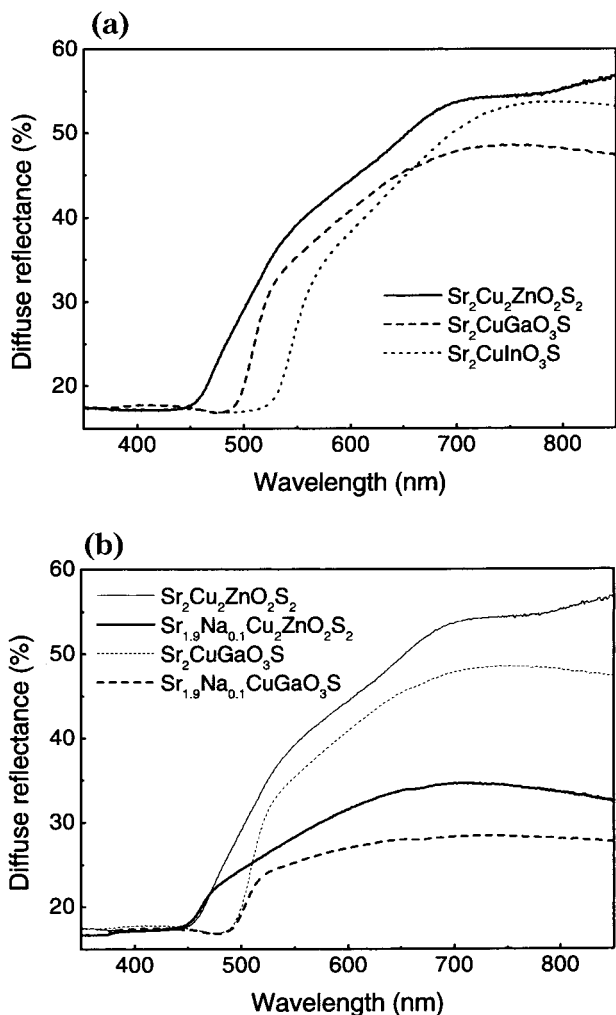 (a)
60
50
40
30
20
Diffuse reflectance (%)
Sr₂Cu₂ZnO₂S₂
Sr₂CuGaO₃S
Sr₂CuInO₃S
400 500 600 700 800
Wavelength (nm)
(b)
60
50
40
30
20
Diffuse reflectance (%)
Sr₂Cu₂ZnO₂S₂
Sr₁.₉Na₀.₁Cu₂ZnO₂S₂
Sr₂CuGaO₃S
Sr₁.₉Na₀.₁CuGaO₃S
400 500 600 700 800
Wavelength (nm)